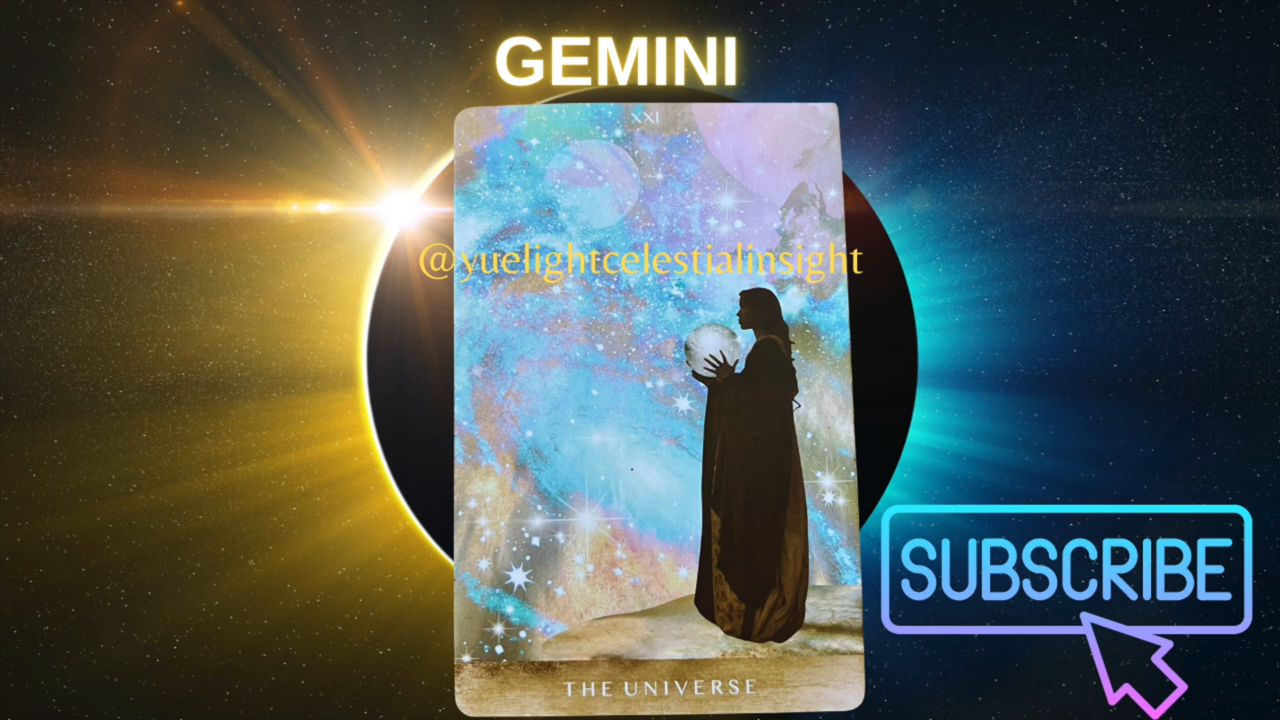 GEMINI
XXI
@yuelightcelestialinsight
SUBSCRIBE
THE UNIVERSE